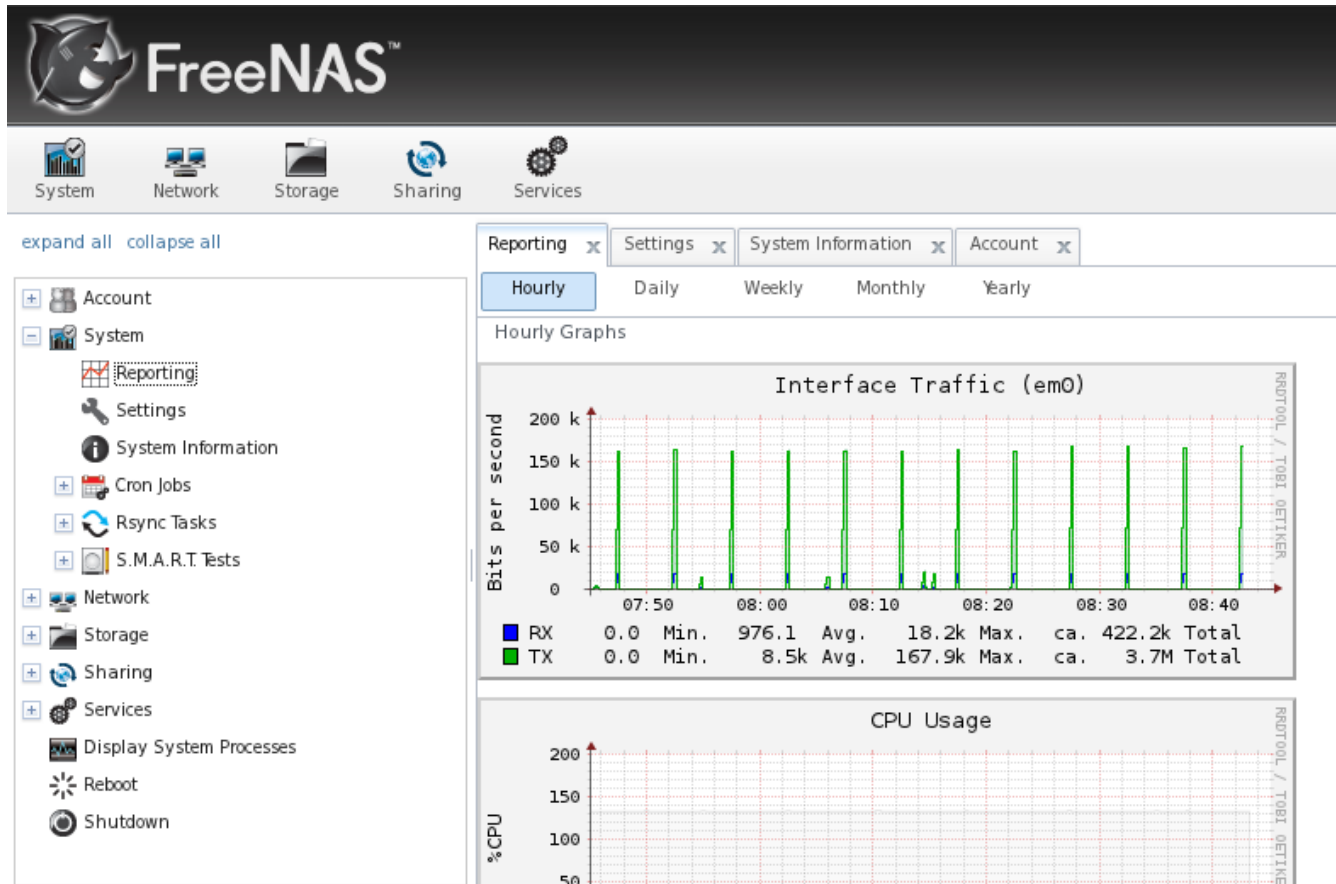 FreeNAS™
System Network Storage Sharing Services
expand all collapse all
Account
System
Reporting
Settings
System Information
Cron Jobs
Rsync Tasks
S.M.A.R.T. Tests
Network
Storage
Sharing
Services
Display System Processes
Reboot
Shutdown
Reporting x Settings x System Information x Account x
Hourly Daily Weekly Monthly Yearly
Hourly Graphs
Interface Traffic (em0)
RRDTOOL / TOBI OETIKER
Bits per second
200 k
150 k
100 k
50 k
0
07:50 08:00 08:10 08:20 08:30 08:40
RX 0.0 Min. 976.1 Avg. 18.2k Max. ca. 422.2k Total
TX 0.0 Min. 8.5k Avg. 167.9k Max. ca. 3.7M Total
CPU Usage
RRDTOOL / TOBI OETIKE
%CPU
200
150
100
50